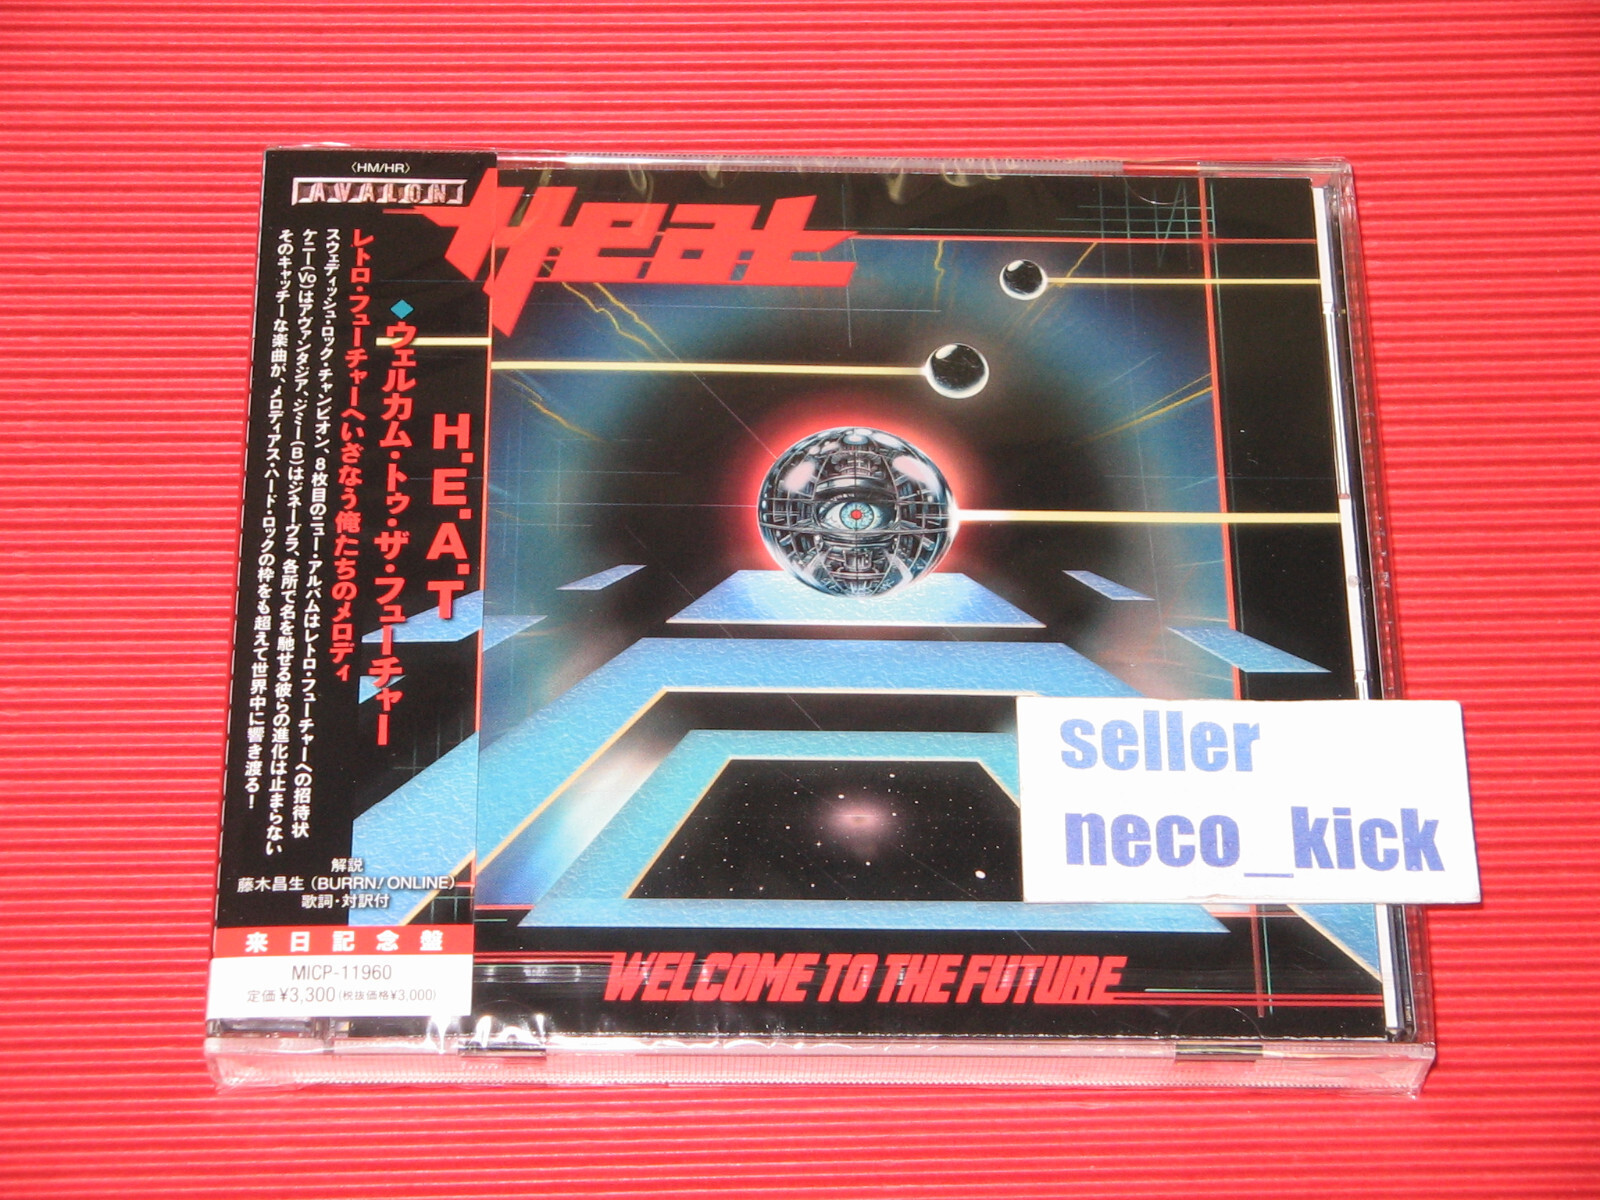 〈HM/HR〉
AVALON
H.E.A.T
◆ウェルカム・トゥ・ザ・フューチャー
レトロ・フューチャーへいざなう俺たちのメロディ
スウェディッシュ・ロック・チャンピオン、8枚目のニュー・アルバムはレトロ・フューチャーへの招待状
ケニー(Vo)はアヴァンタジア、ジミー(B)はジネーヴラ、各所で名を馳せる彼らの進化は止まらない
そのキャッチーな楽曲が、メロディアス・ハード・ロックの枠をも超えて世界中に響き渡る!
解説
藤木昌生 (BURRN! ONLINE)
歌詞・対訳付
来日記念盤
MICP-11960
定価 ¥3,300 (税抜価格¥3,000)
Heat
WELCOME TO THE FUTURE
seller
neco_kick